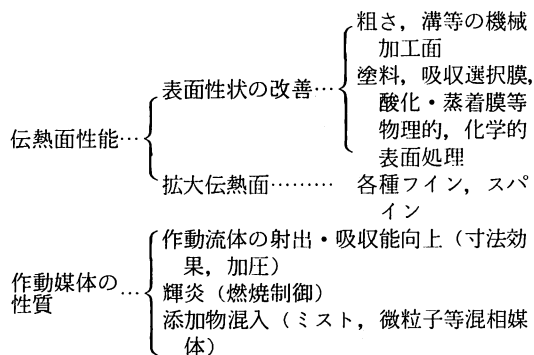 粗さ，溝等の機械
加工面
表面性状の改善…
塗料，吸収選択膜，
酸化・蒸着膜等
物理的，化学的
表面処理
伝熱面性能…
拡大伝熱面……… 各種フイン，スパ
イン
作動流体の射出・吸収能向上（寸法効
果，加圧）
作動媒体の
性質…
輝炎（燃焼制御）
添加物混入（ミスト，微粒子等混相媒
体）